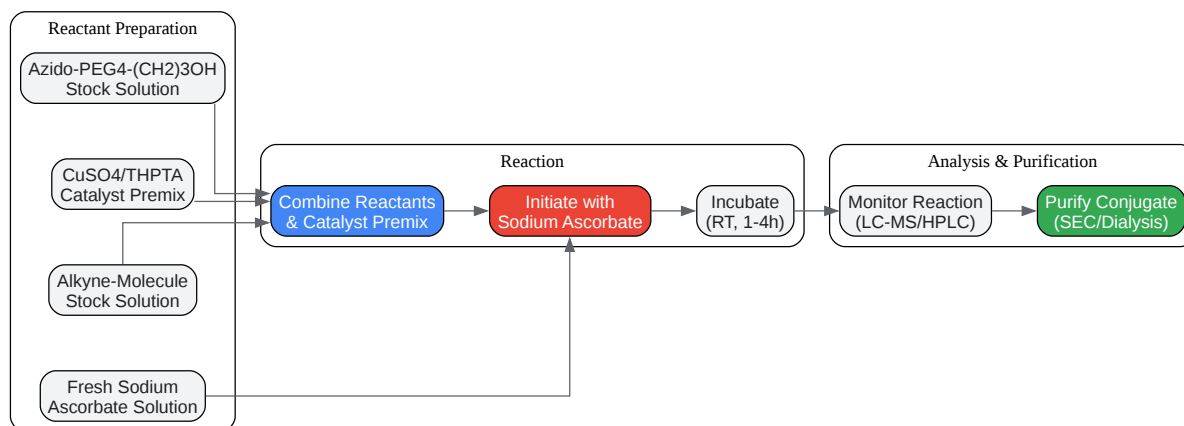 Reactant Preparation
Azido-PEG4-(CH2)3OH
Stock Solution
CuSO4/THPTA
Catalyst Premix
Alkyne-Molecule
Stock Solution
Fresh Sodium
Ascorbate Solution
Reaction
Combine Reactants
& Catalyst Premix
Initiate with
Sodium Ascorbate
Incubate
(RT, 1-4h)
Analysis & Purification
Monitor Reaction
(LC-MS/HPLC)
Purify Conjugate
(SEC/Dialysis)